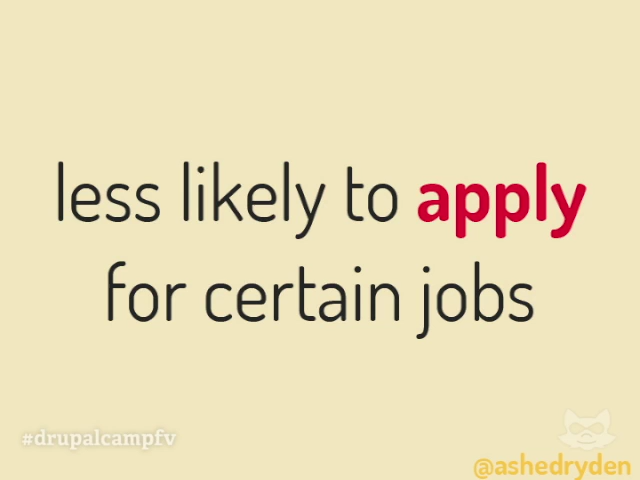 less likely to apply
for certain jobs
#drupalcampfv
@ashedryden